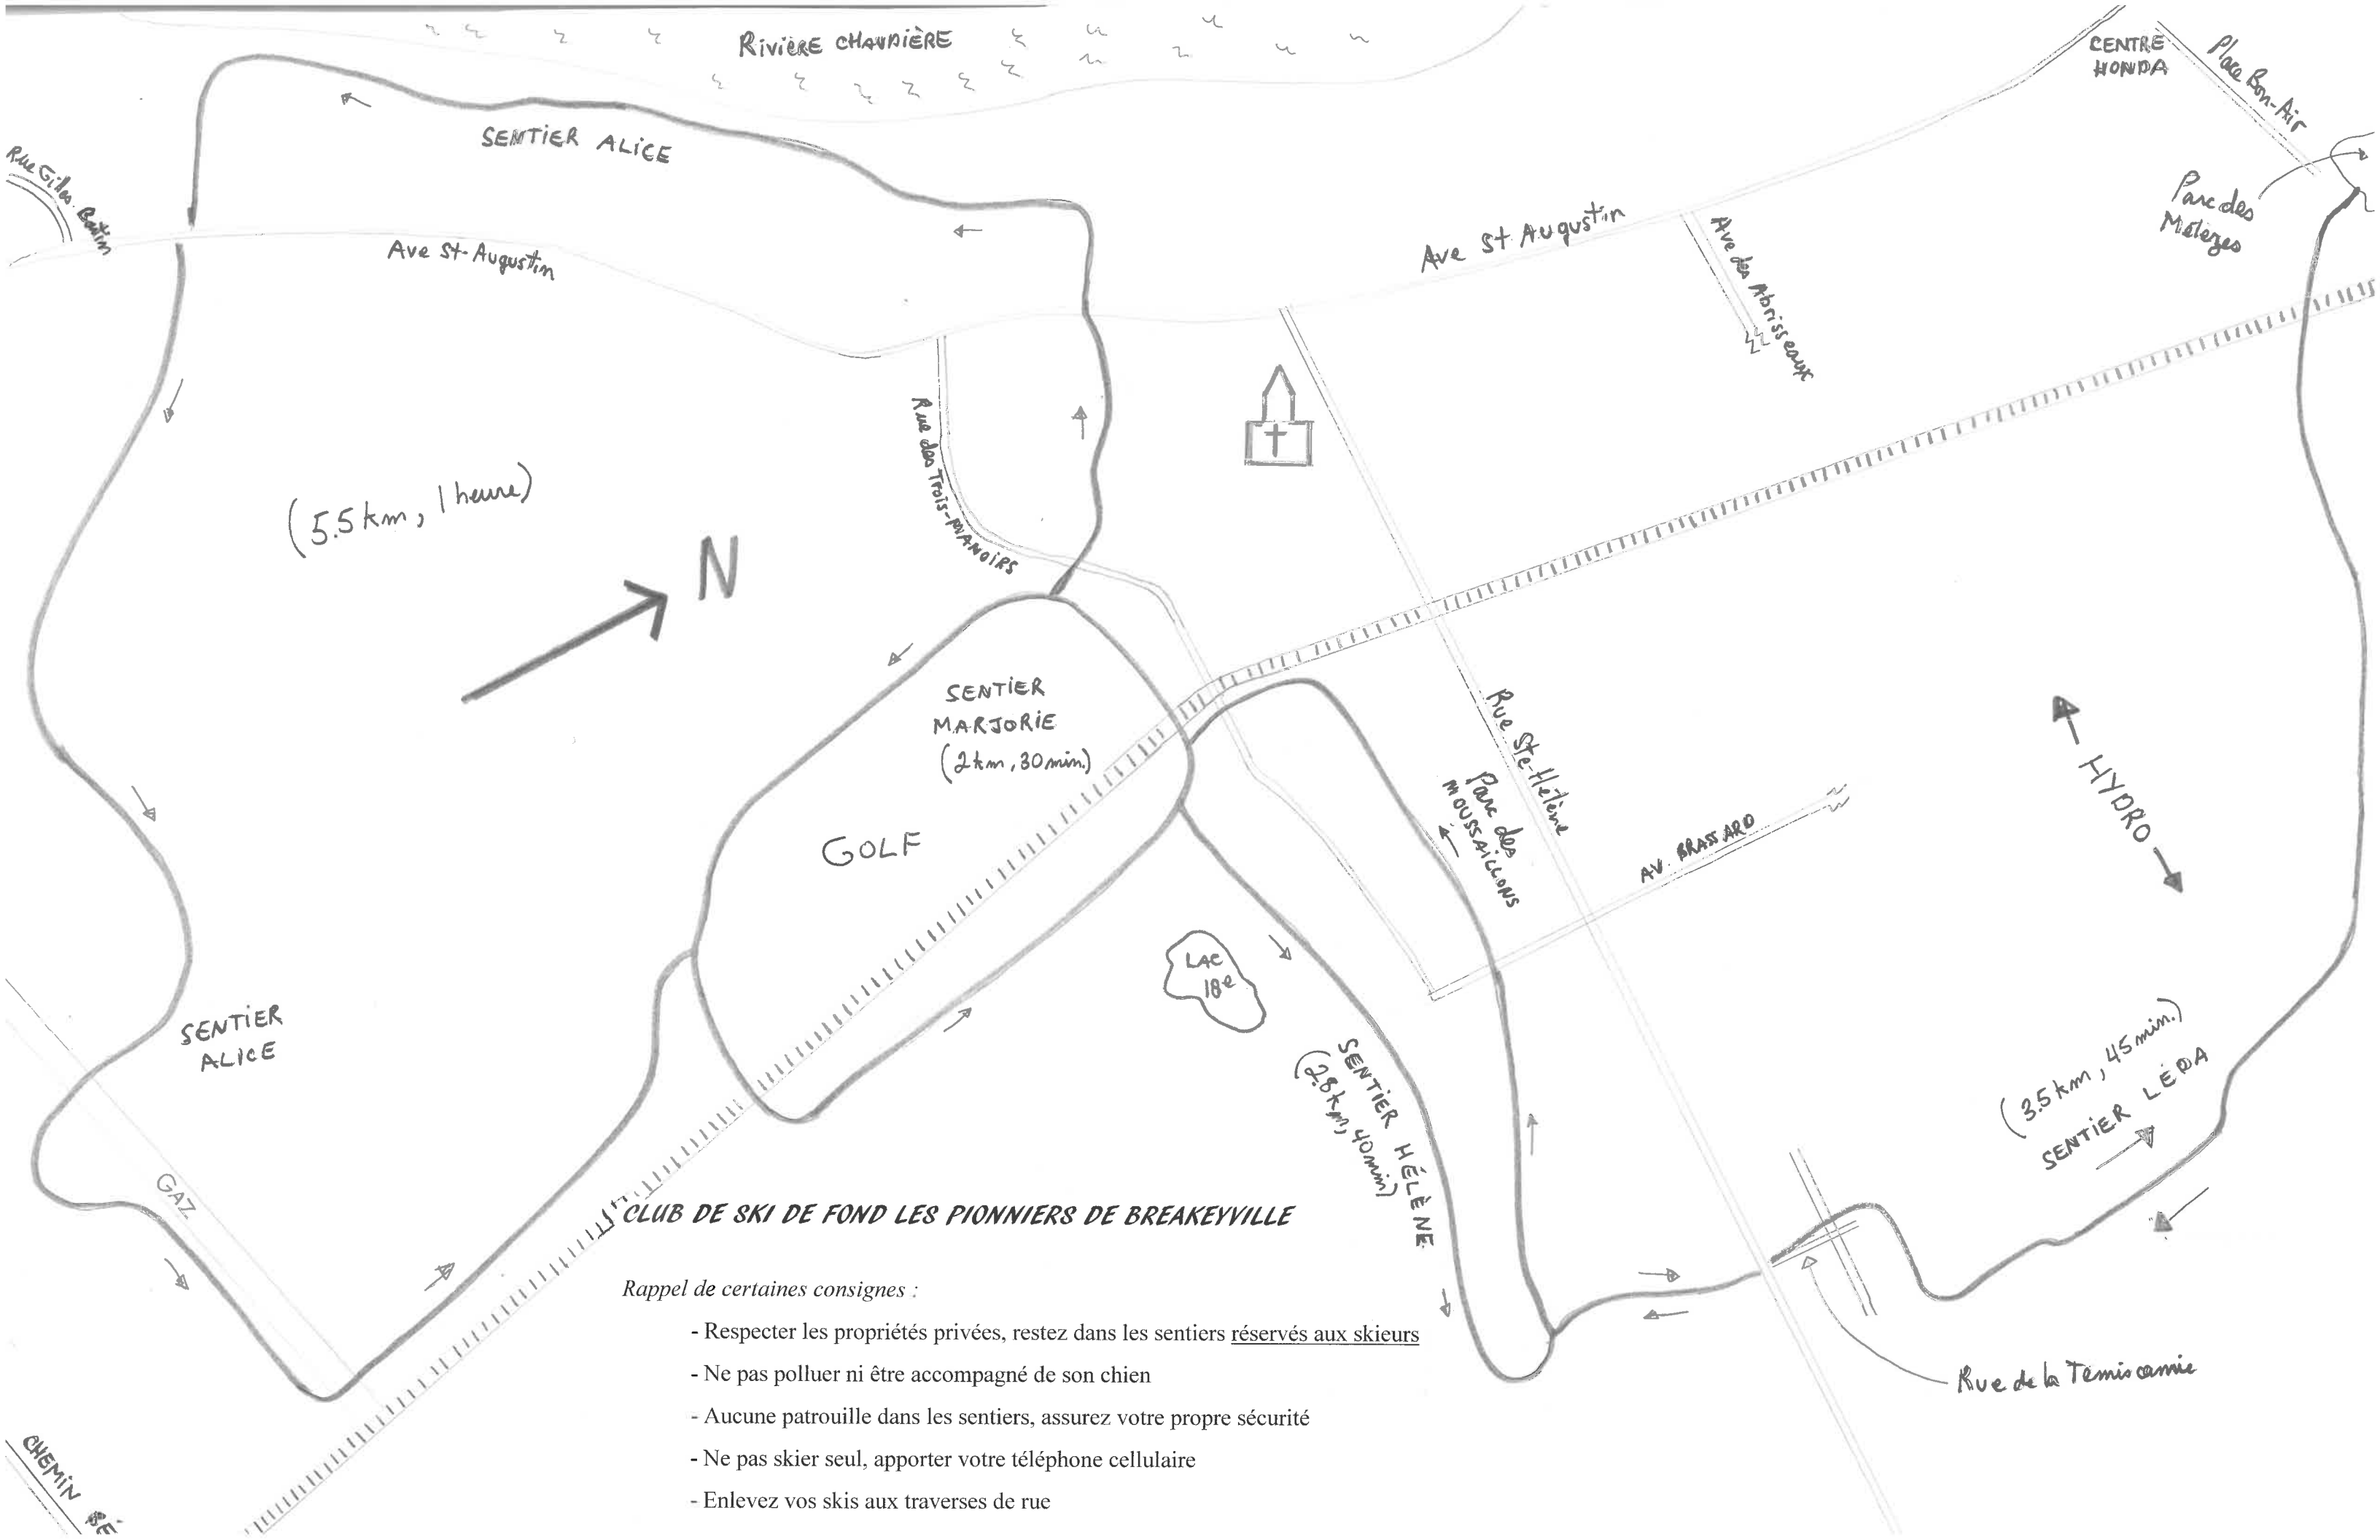 RiViÈRE CHAUDIÈRE
CENTRE
HONDA
Place Bon-Air
SENTiER ALiCE
Rue Giles-Boutin
Parc des
Mélèzes
Ave St-Augustin
Ave St Augustin
Ave des Abrisseaux
Rue des Trois-MANOiRS
(5.5 km, 1 heure)
N
SENTiER
MARJORiE
(2 km, 30 min.)
GOLF
Rue Ste-Hélène
Parc des
MOUSSAiLLONS
AV. BRASSARD
HYDRO
LAC
18e
SENTiER
ALiCE
SENTiER HÉLÈNE
(2.8 km, 40 min)
(3.5 km, 45 min.)
SENTiER LÉDA
GAZ
CLUB DE SKI DE FOND LES PIONNIERS DE BREAKEYVILLE
Rappel de certaines consignes :
- Respecter les propriétés privées, restez dans les sentiers réservés aux skieurs
- Ne pas polluer ni être accompagné de son chien
- Aucune patrouille dans les sentiers, assurez votre propre sécurité
- Ne pas skier seul, apporter votre téléphone cellulaire
- Enlevez vos skis aux traverses de rue
Rue de la Témiscamie
CHEMiN BÉ